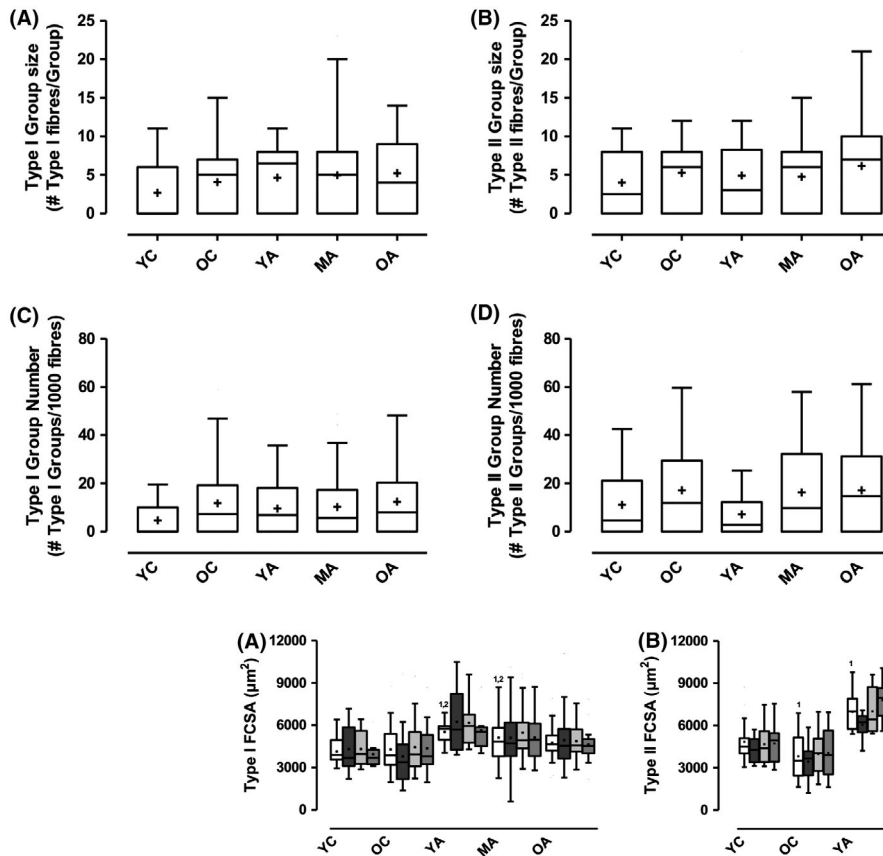 (A)
Type I Group size
(# Type I fibres/Group)
25
20
15
10
5
0
YC OC YA MA OA
(B)
Type II Group size
(# Type II fibres/Group)
25
20
15
10
5
0
YC OC YA MA OA
(C)
Type I Group Number
(# Type I Groups/1000 fibres)
80
60
40
20
0
YC OC YA MA OA
(D)
Type II Group Number
(# Type II Groups/1000 fibres)
80
60
40
20
0
YC OC YA MA OA
(A)
Type I FCSA (µm²)
12000
9000
6000
3000
0
1,2
1,2
YC OC YA MA OA
(B)
Type II FCSA (µm²)
12000
9000
6000
3000
0
1
1
YC OC YA